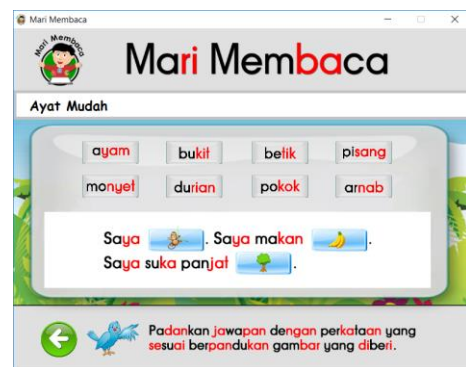 Mari Membaca
Mari Membaca
Mari Membaca
Ayat Mudah
ayam bukit betik pisang
monyet durian pokok arnab
Saya . Saya makan .
Saya suka panjat .
Padankan jawapan dengan perkataan yang
sesuai berpandukan gambar yang diberi.